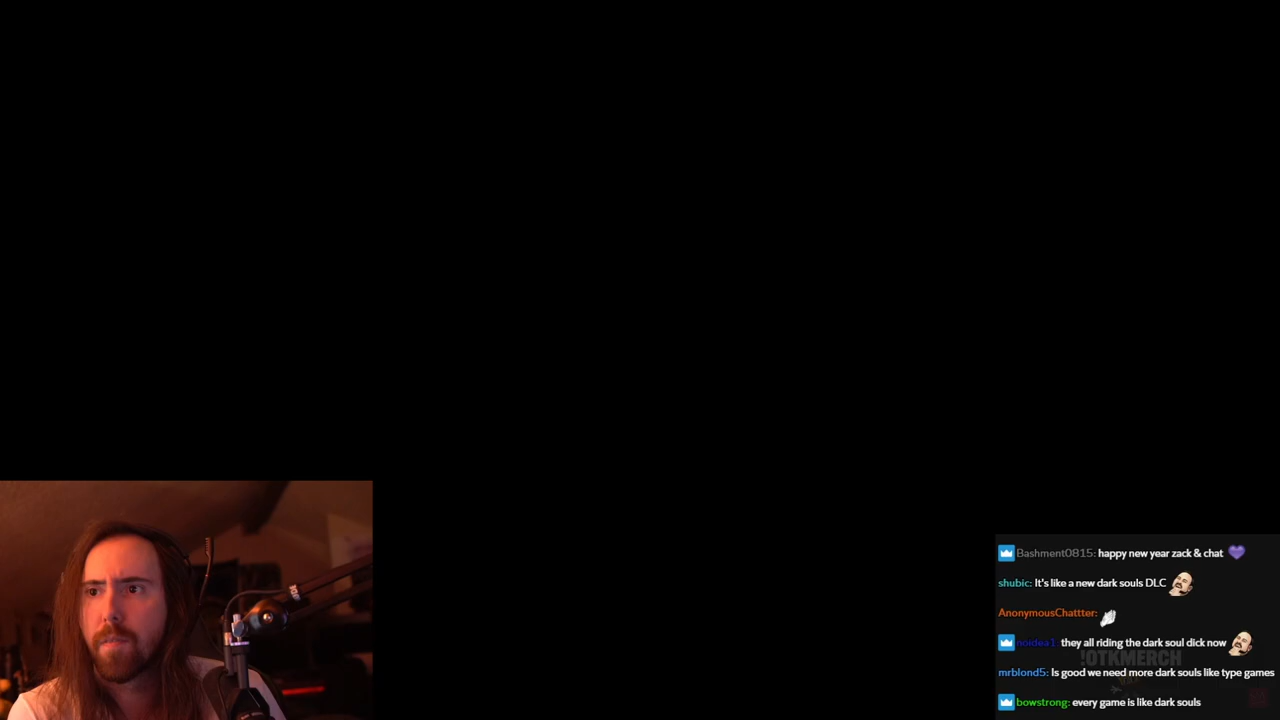 Bashment0815: happy new year zack & chat
shubic: It's like a new dark souls DLC
AnonymousChattter:
noidea1: they all riding the dark soul dick now
!OTKMERCH
mrblond5: Is good we need more dark souls like type games
bowstrong: every game is like dark souls